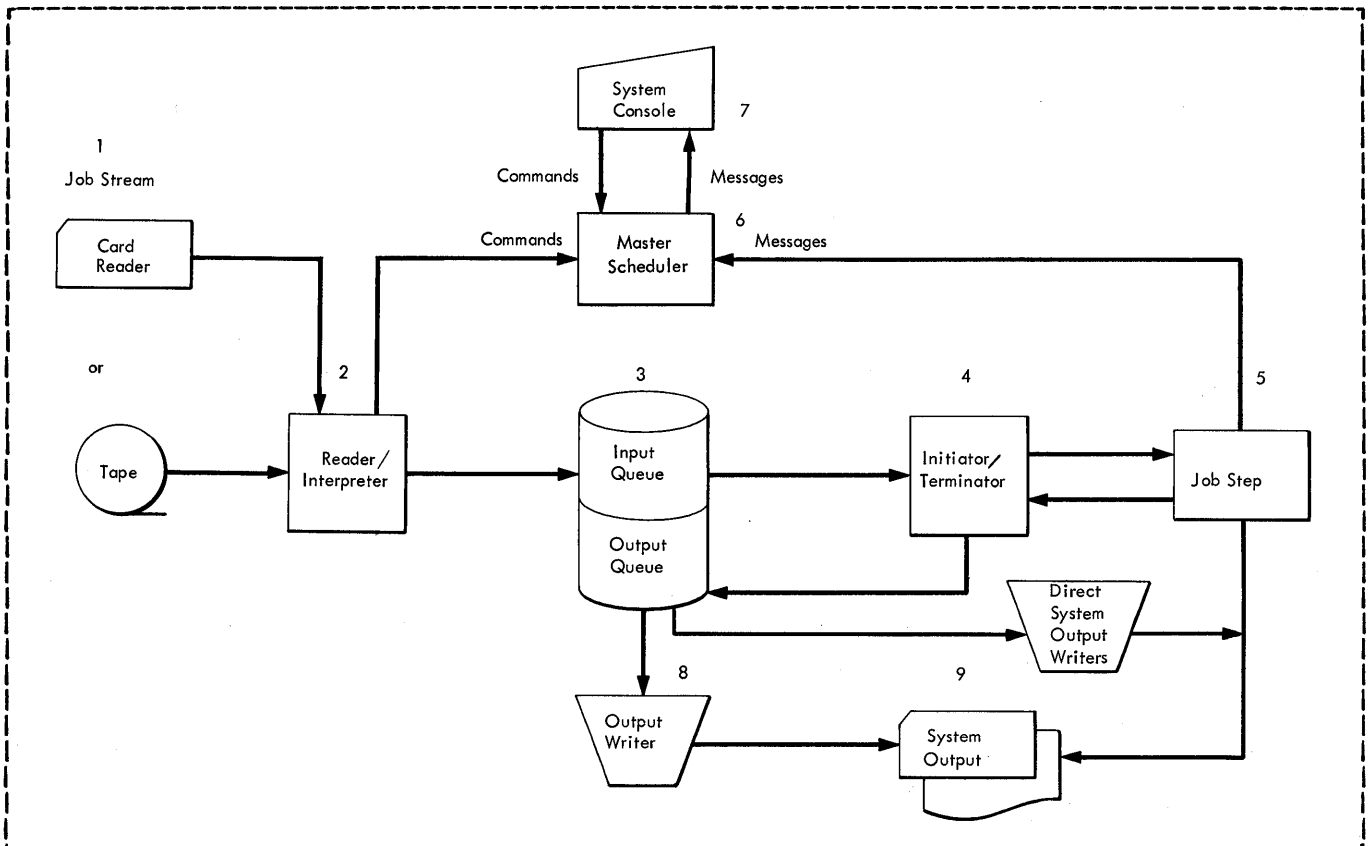 System
Console
7
1
Job Stream
Commands
Messages
6
Card
Reader
Commands
Master
Scheduler
Messages
or
2
3
4
5
Tape
Reader/
Interpreter
Input
Queue
Initiator/
Terminator
Job Step
Output
Queue
Direct
System
Output
Writers
8
9
Output
Writer
System
Output